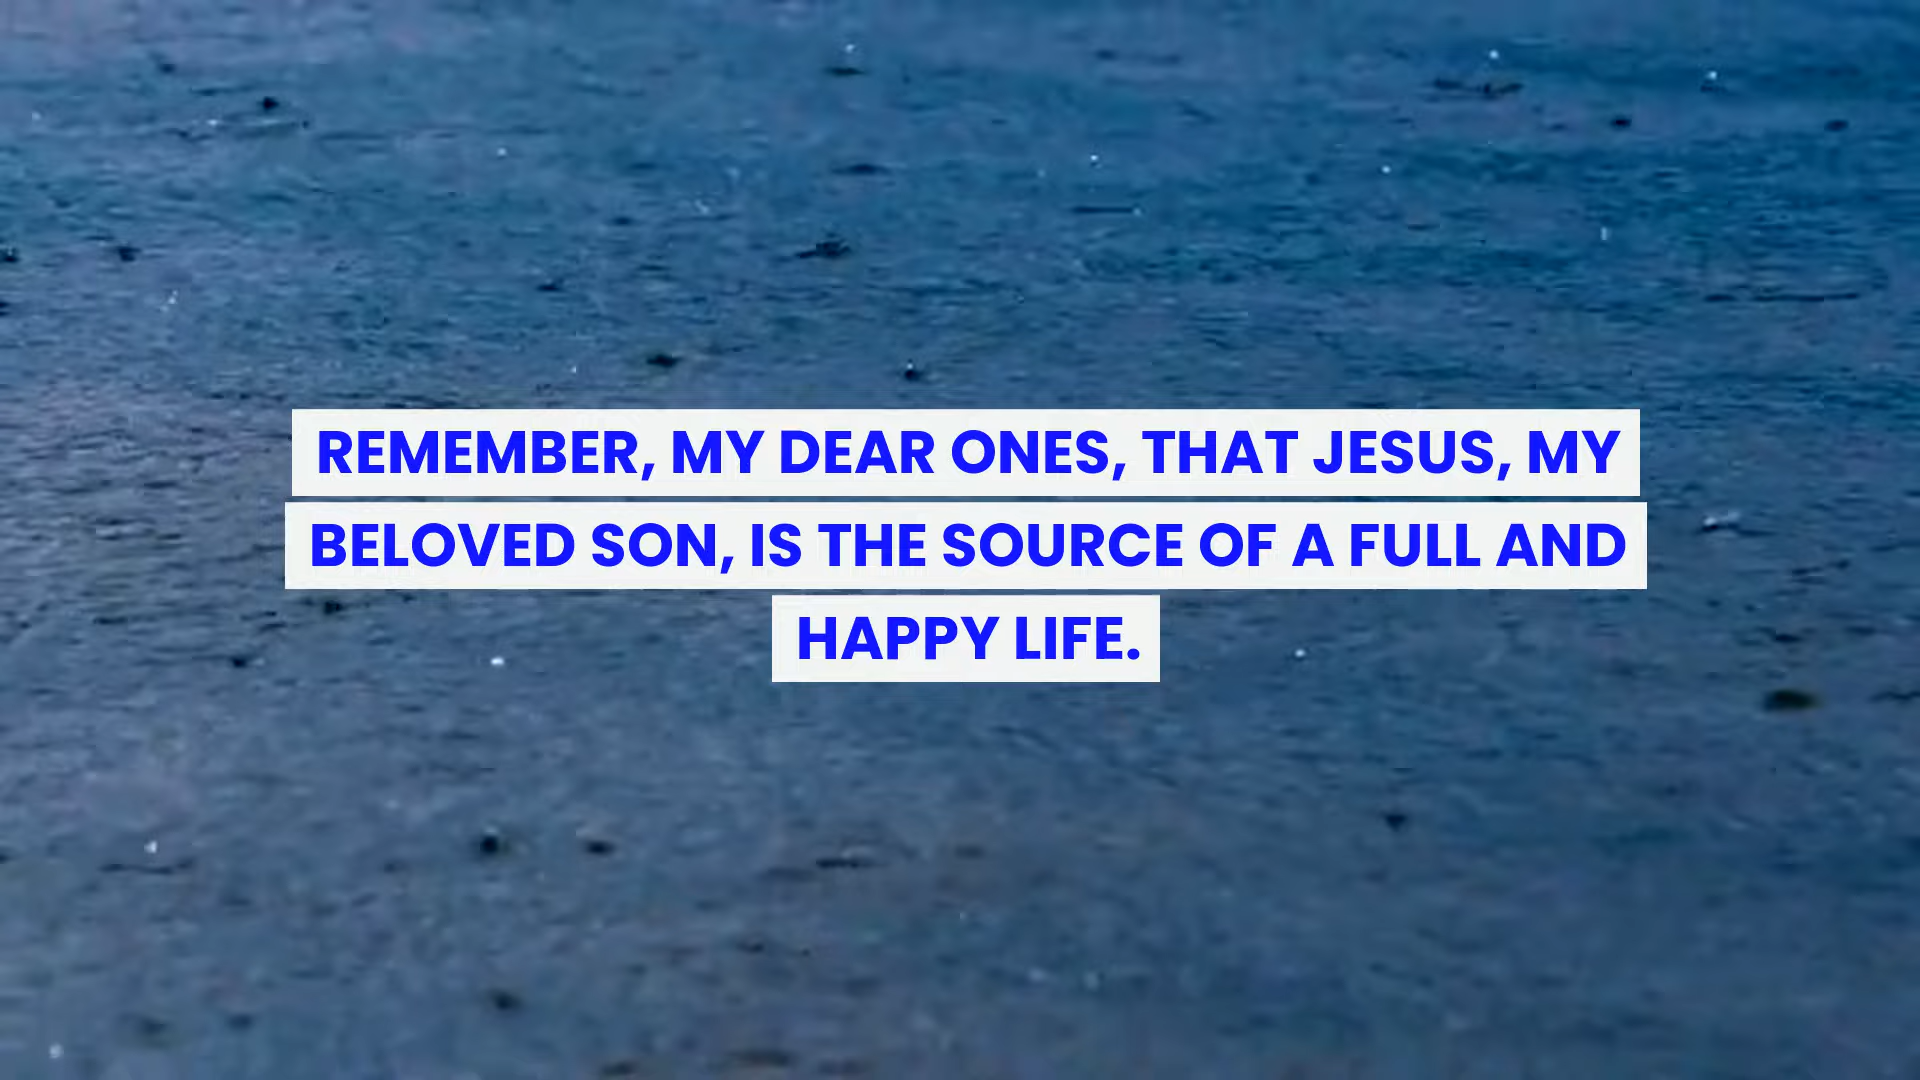 REMEMBER, MY DEAR ONES, THAT JESUS, MY
BELOVED SON, IS THE SOURCE OF A FULL AND
HAPPY LIFE.